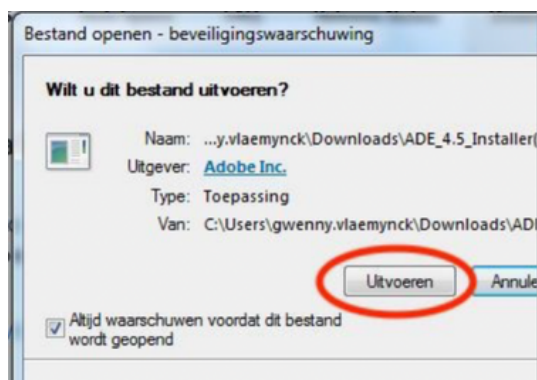 Bestand openen - beveiligingswaarschuwing
Wilt u dit bestand uitvoeren?
Naam: ...y.vlaemynck\Downloads\ADE_4.5_Installer(
Uitgever: Adobe Inc.
Type: Toepassing
Van: C:\Users\gwenny.vlaemynck\Downloads\ADE
Uitvoeren Annule
Altijd waarschuwen voordat dit bestand
wordt geopend